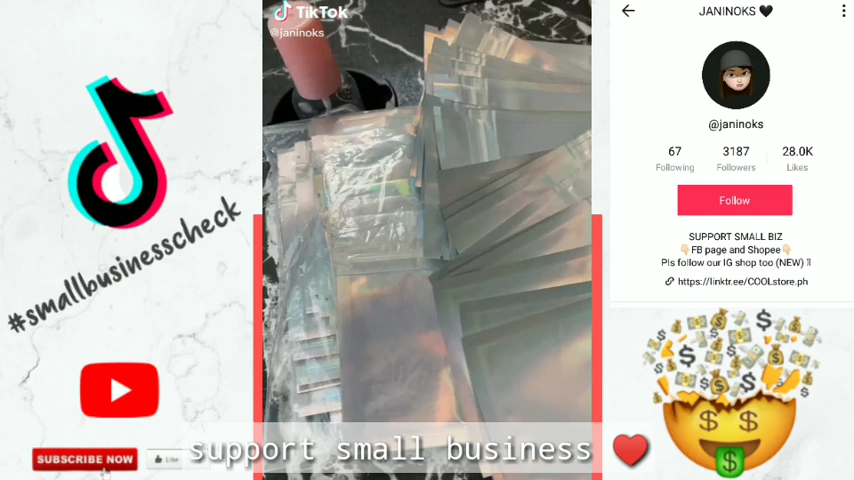 TikTok
@janinoks
#smallbusinesscheck
SUBSCRIBE NOW
Like
support small business
JANINOKS
@janinoks
67
3187
28.0K
Following
Followers
Likes
Follow
SUPPORT SMALL BIZ
FB page and Shopee
Pls follow our IG shop too (NEW)
https://linktr.ee/COOLstore.ph